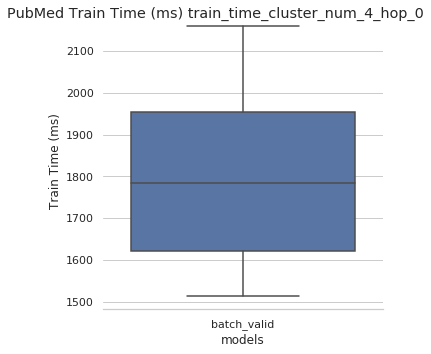 PubMed Train Time (ms) train_time_cluster_num_4_hop_0
2100
2000
1900
1800
1700
1600
1500
Train Time (ms)
batch_valid
models